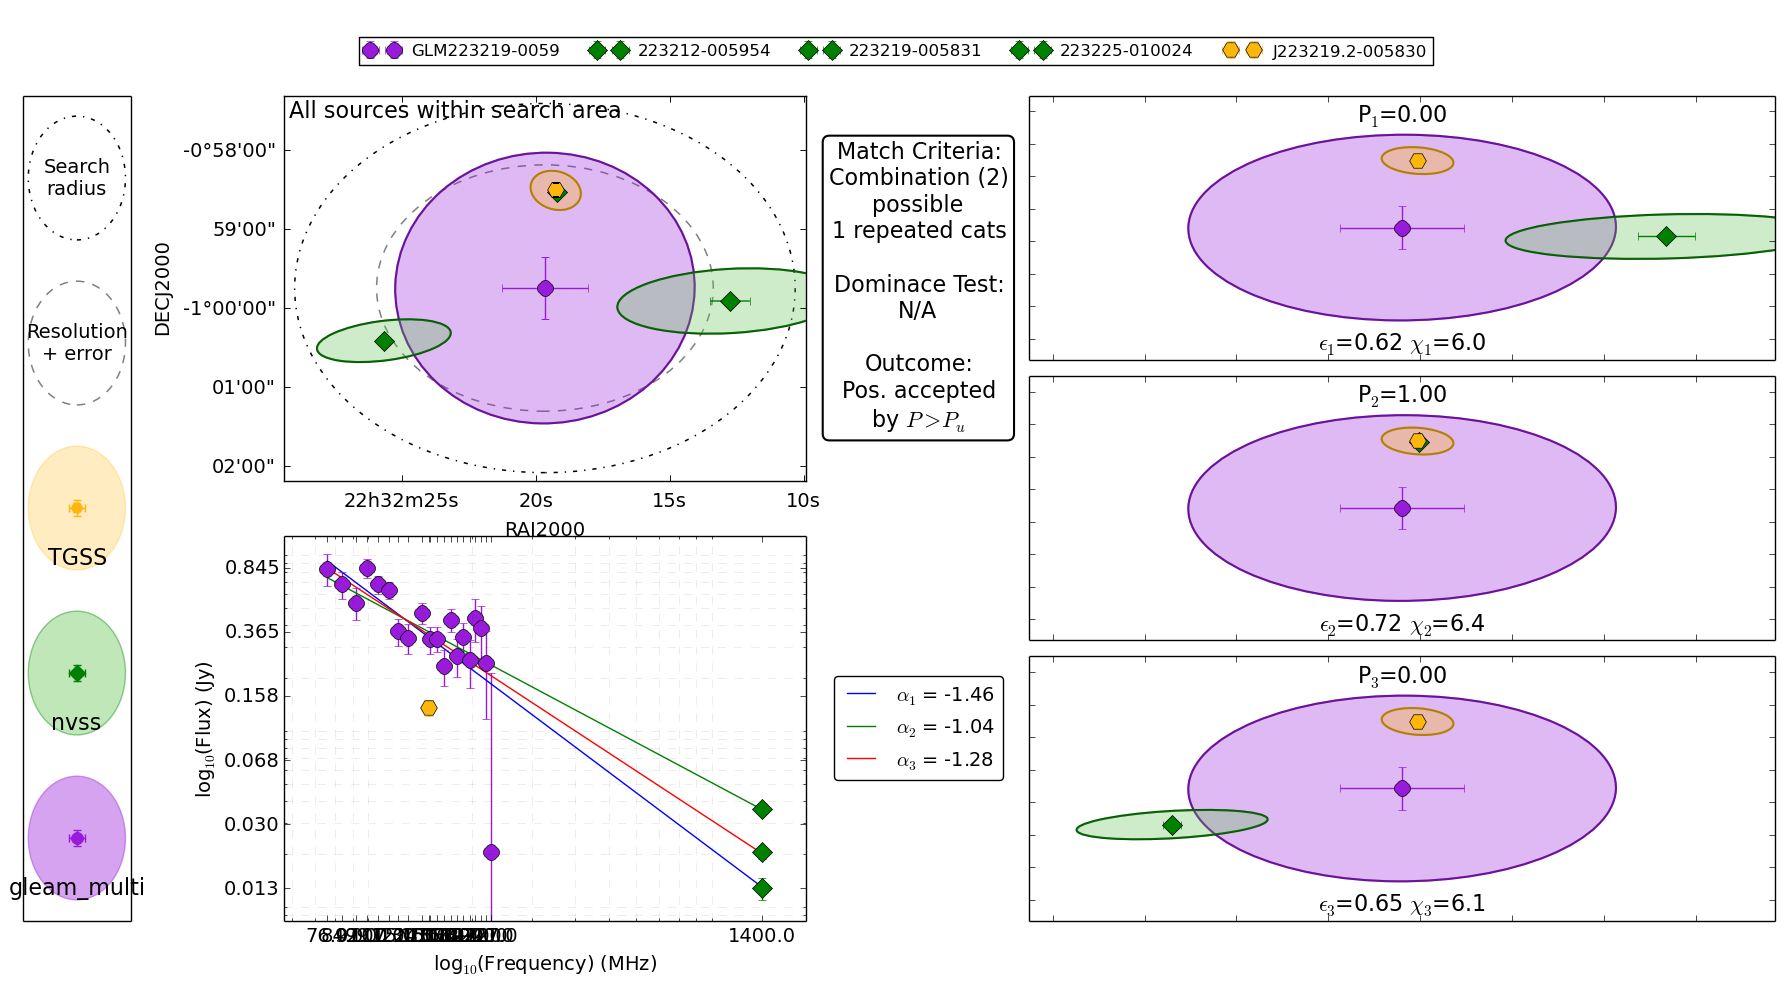 GLM223219-0059 223212-005954 223219-005831 223225-010024 J223219.2-005830
Search
radius
Resolution
+ error
TGSS
nvss
gleam_multi
All sources within search area
DECJ2000
-0°58'00"
59'00"
-1°00'00"
01'00"
02'00"
22h32m25s 20s 15s 10s
RAJ2000
Match Criteria:
Combination (2)
possible
1 repeated cats
Dominace Test:
N/A
Outcome:
Pos. accepted
by P>Pu
P1=0.00
ϵ1=0.62 χ1=6.0
P2=1.00
ϵ2=0.72 χ2=6.4
P3=0.00
ϵ3=0.65 χ3=6.1
log10(Flux) (Jy)
0.845
0.365
0.158
0.068
0.030
0.013
1400.0
log10(Frequency) (MHz)
α1 = -1.46
α2 = -1.04
α3 = -1.28